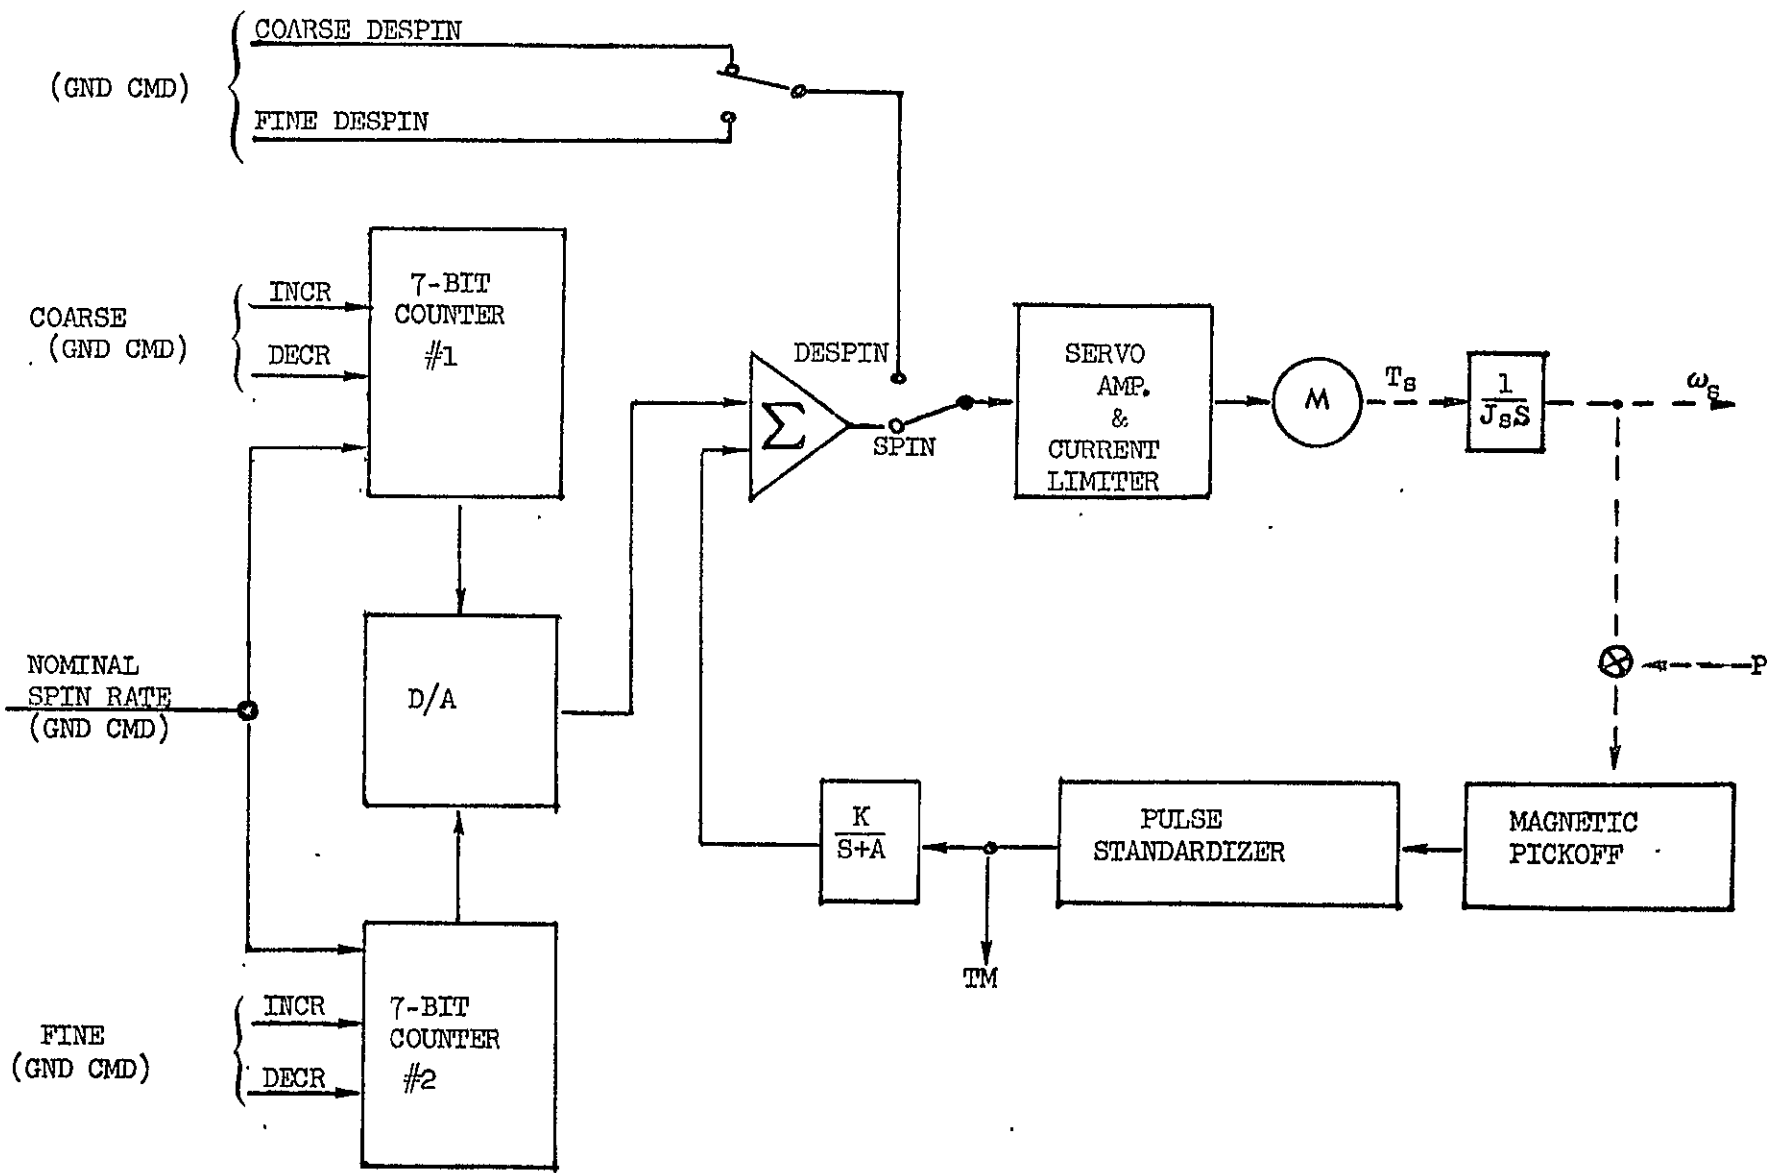 COARSE DESPIN
(GND CMD)
FINE DESPIN
7-BIT
COUNTER
#1
INCR
COARSE
(GND CMD)
DECR
DESPIN
SPIN
Σ
SERVO
AMP.
&
CURRENT
LIMITER
M
Ts
1
JsS
ωs
P
NOMINAL
SPIN RATE
(GND CMD)
D/A
K
S+A
PULSE
STANDARDIZER
MAGNETIC
PICKOFF
TM
INCR
FINE
(GND CMD)
DECR
7-BIT
COUNTER
#2